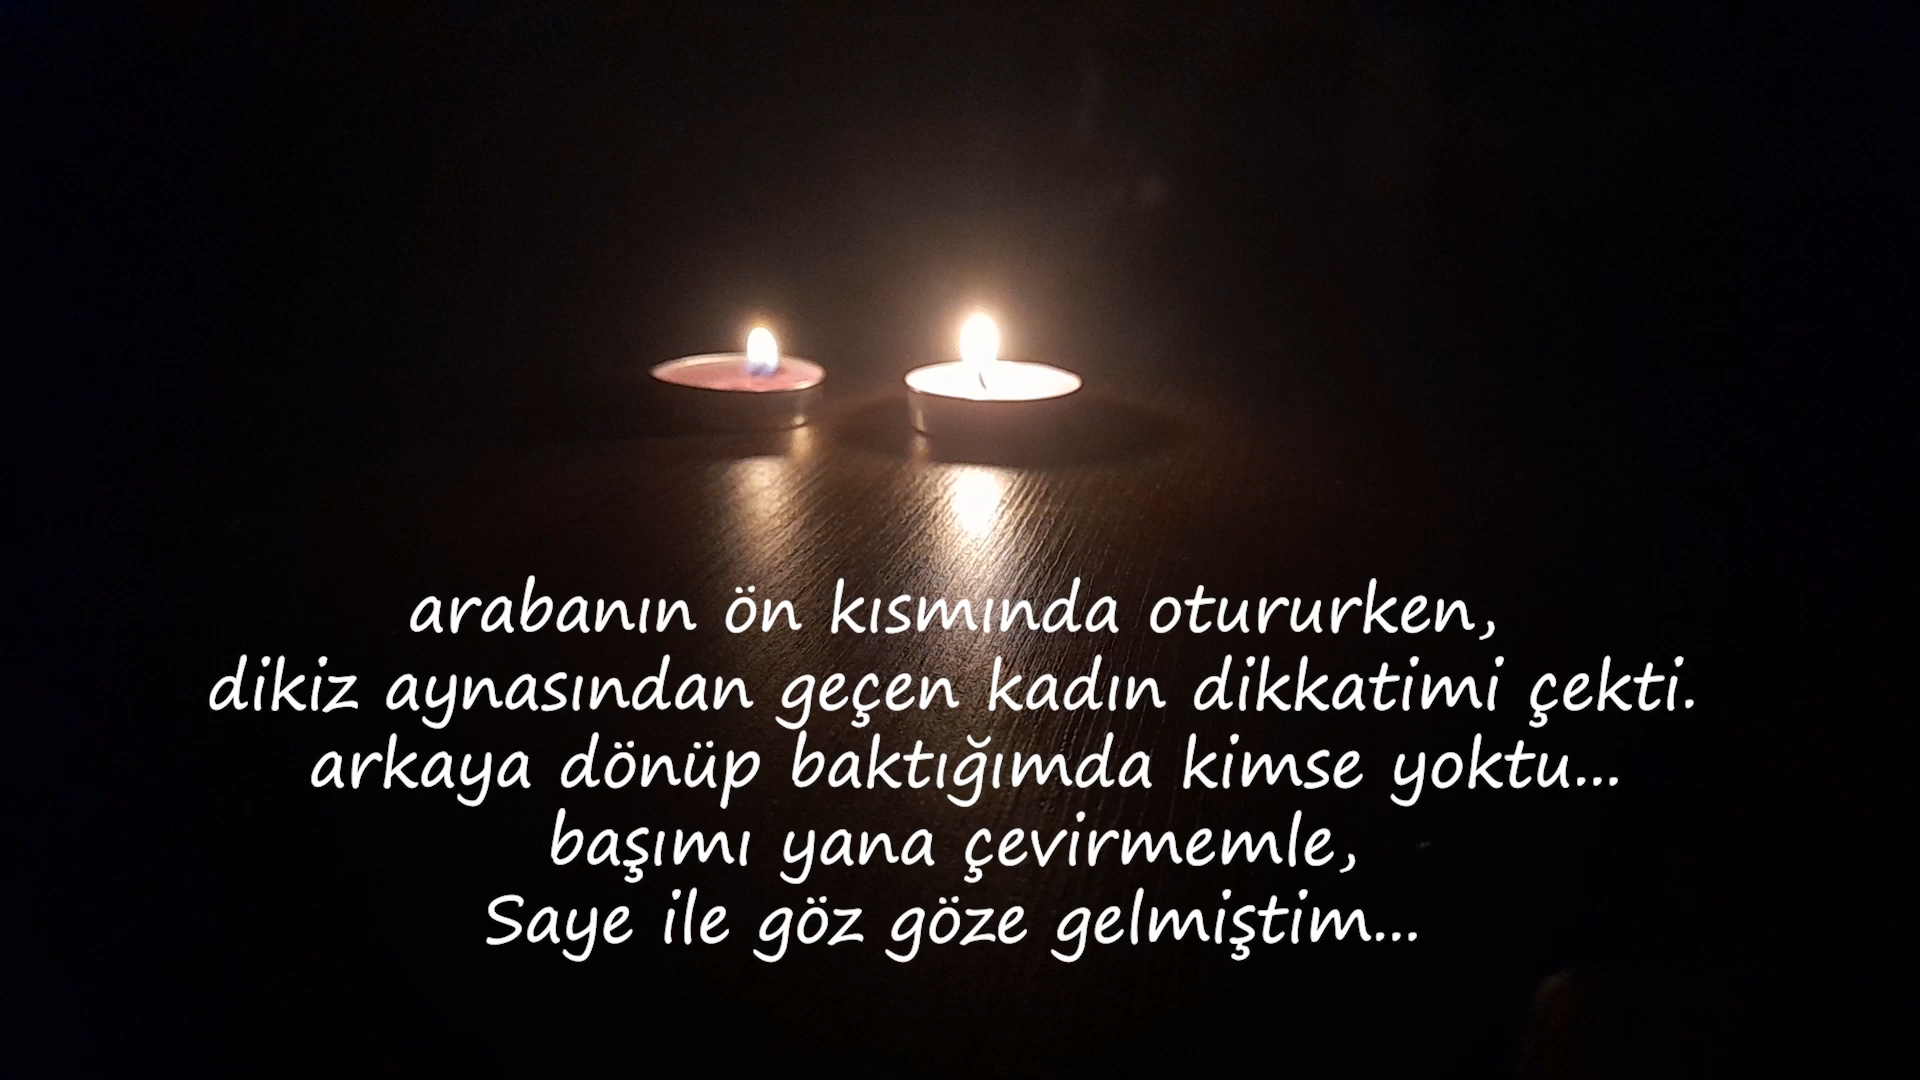 arabanın ön kısmında otururken,
dikiz aynasından geçen kadın dikkatimi çekti.
arkaya dönüp baktığımda kimse yoktu...
başımı yana çevirmemle,
Saye ile göz göze gelmiştim...